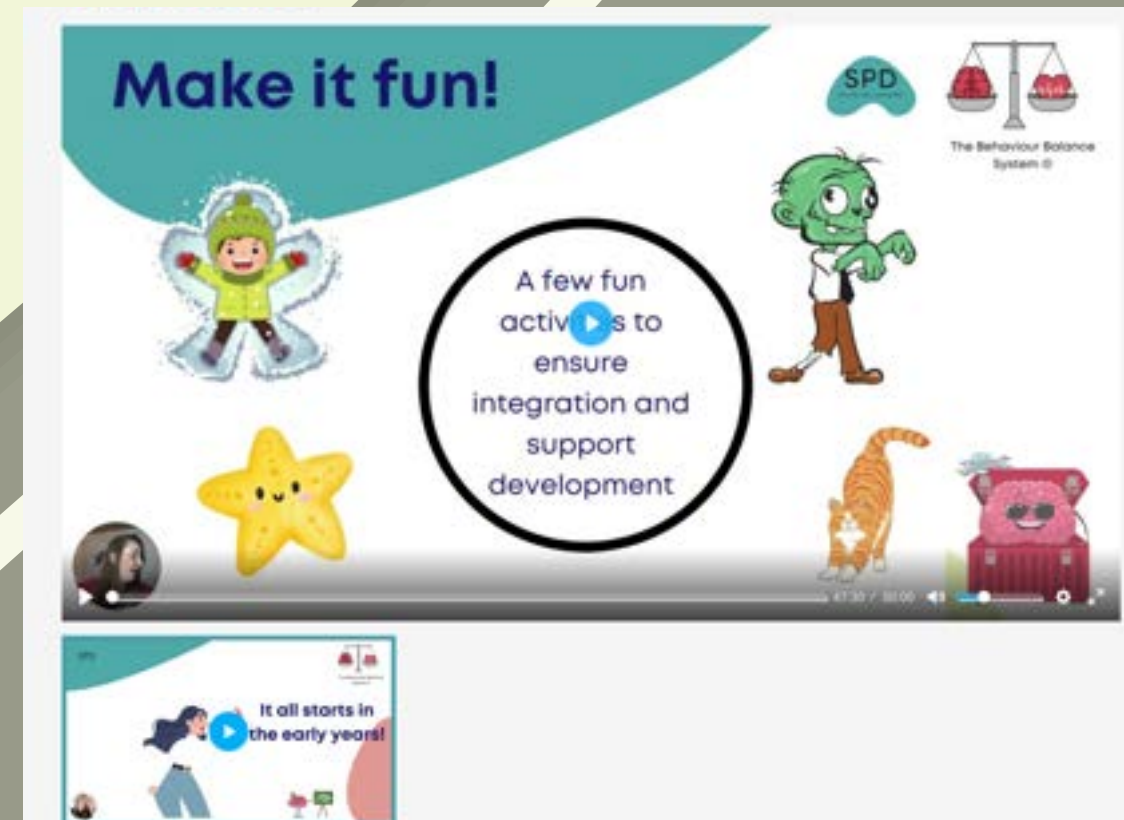 Make it fun!
SPD
The Behaviour Balance
System ©
A few fun
activities to
ensure
integration and
support
development
It all starts in
the early years!